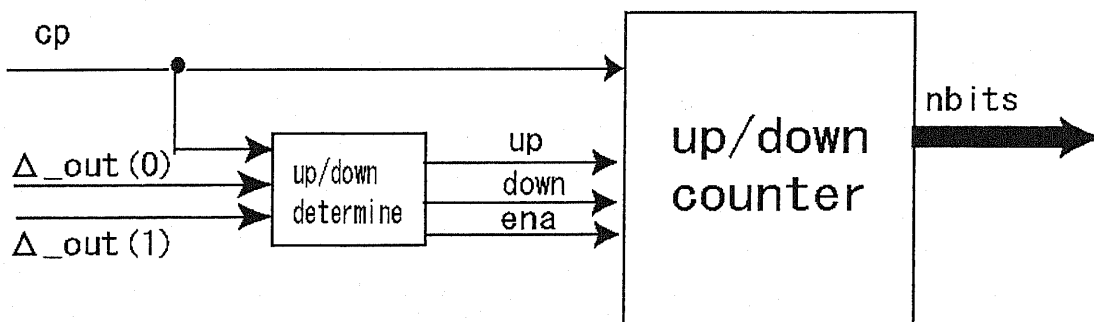 cp
nbits
Δ_out(0)
Δ_out(1)
up/down
determine
up
down
ena
up/down
counter